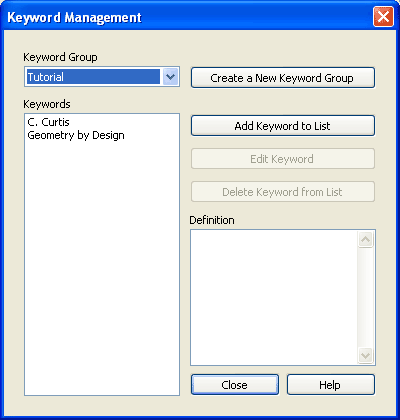 Keyword Management
Keyword Group
Tutorial
Create a New Keyword Group
Keywords
C. Curtis
Geometry by Design
Add Keyword to List
Edit Keyword
Delete Keyword from List
Definition
Close
Help